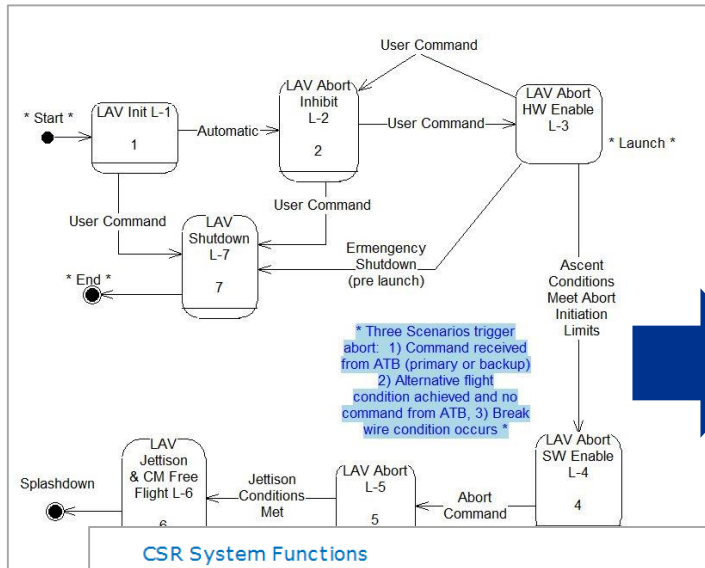 User Command
LAV Abort
Inhibit
L-2
2
LAV Abort
HW Enable
L-3
* Start *
LAV Init L-1
1
Automatic
User Command
* Launch *
User Command
User Command
LAV
Shutdown
L-7
7
Ermengency
Shutdown
(pre launch)
* End *
Ascent
Conditions
Meet Abort
Initiation
Limits
* Three Scenarios trigger
abort: 1) Command received
from ATB (primary or backup)
2) Alternative flight
condition achieved and no
command from ATB, 3) Break
wire condition occurs *
Splashdown
LAV
Jettison
& CM Free
Flight L-6
6
Jettison
Conditions
Met
LAV Abort L-5
5
Abort
Command
LAV Abort
SW Enable
L-4
4
CSR System Functions